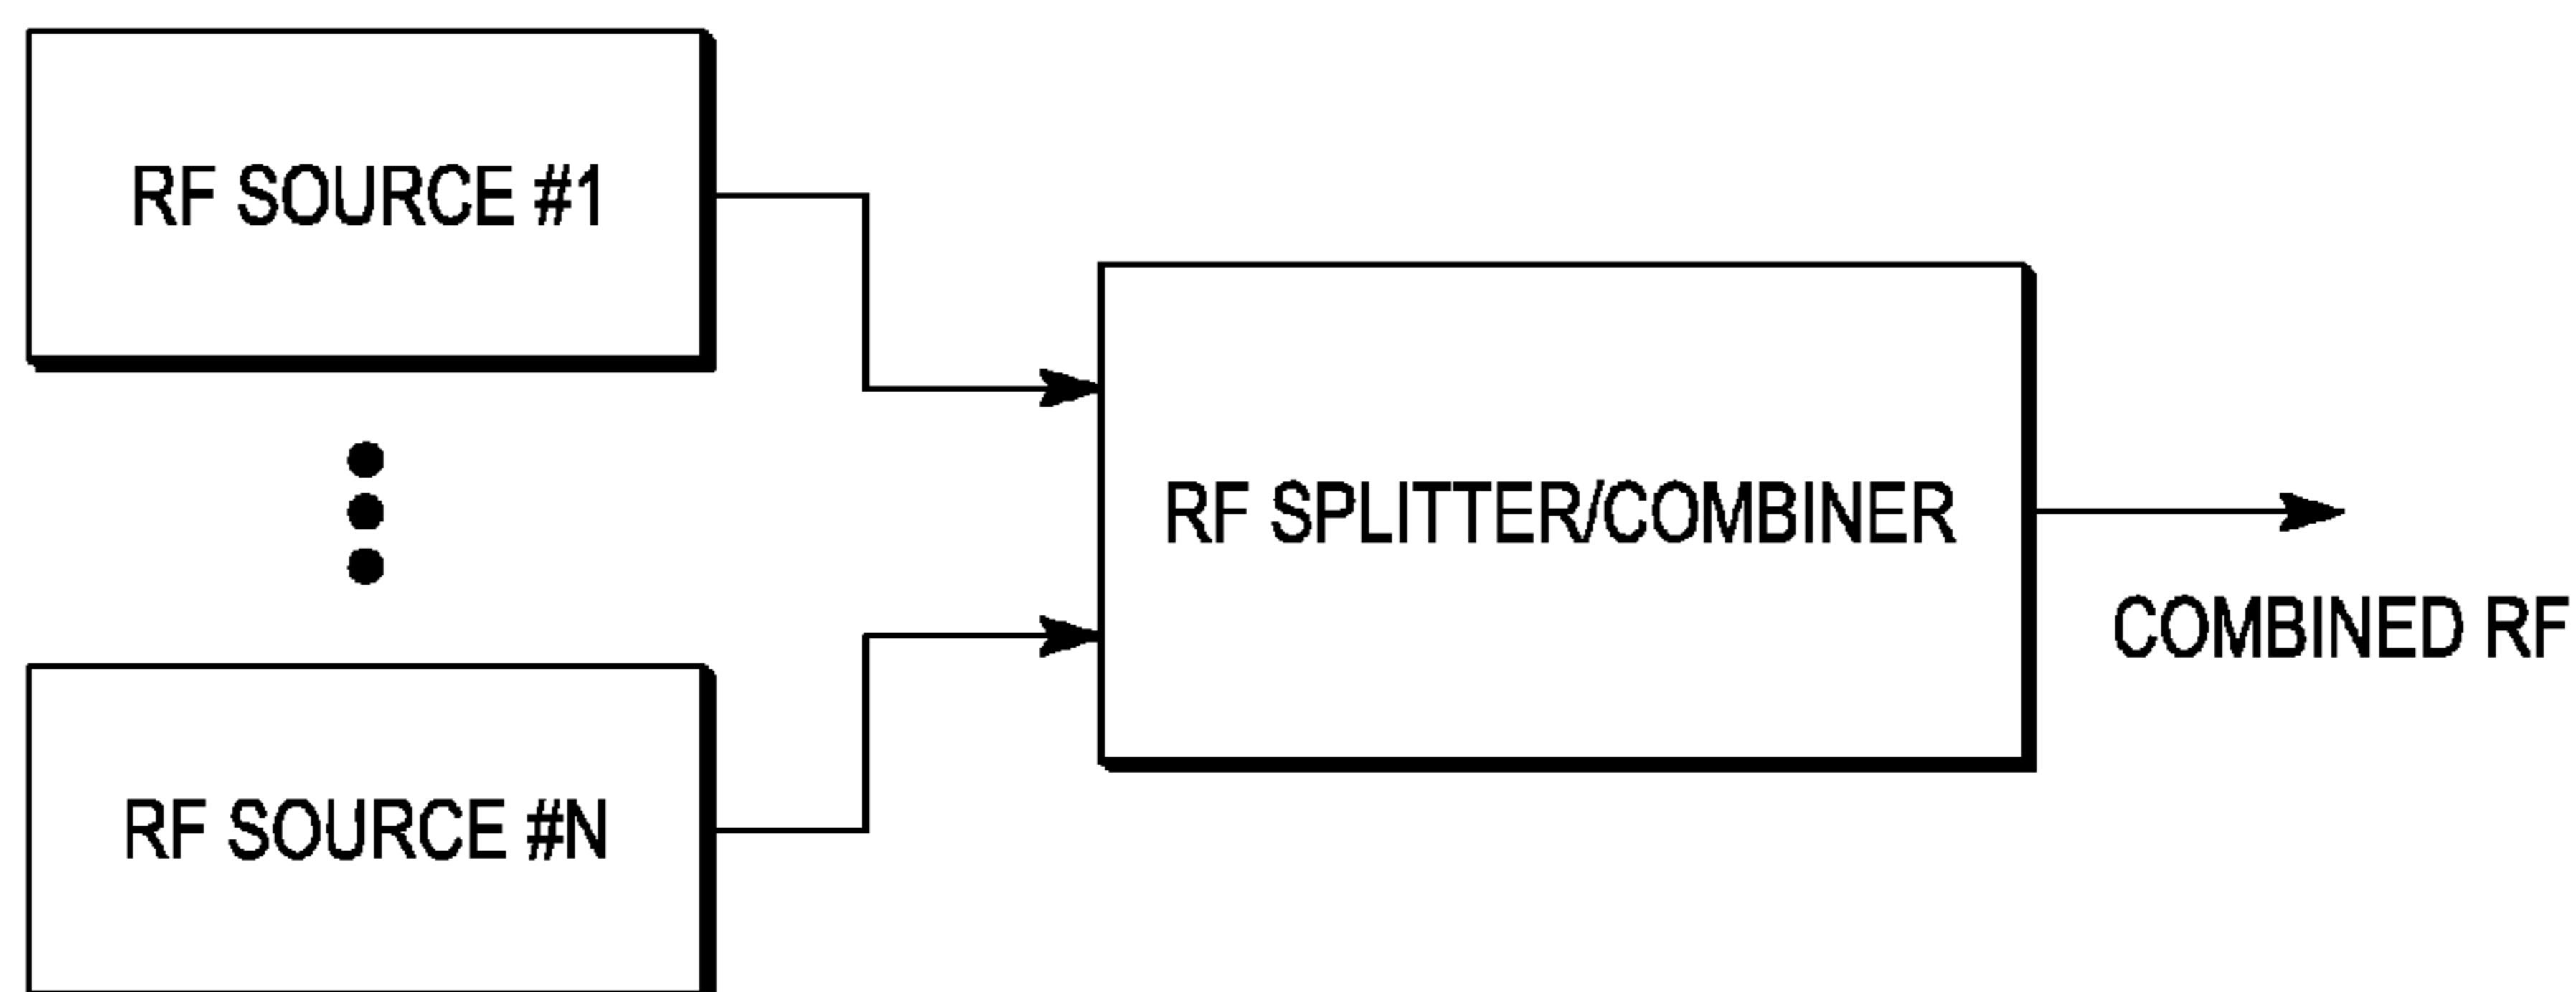 RF SOURCE #1
RF SPLITTER/COMBINER
COMBINED RF
RF SOURCE #N